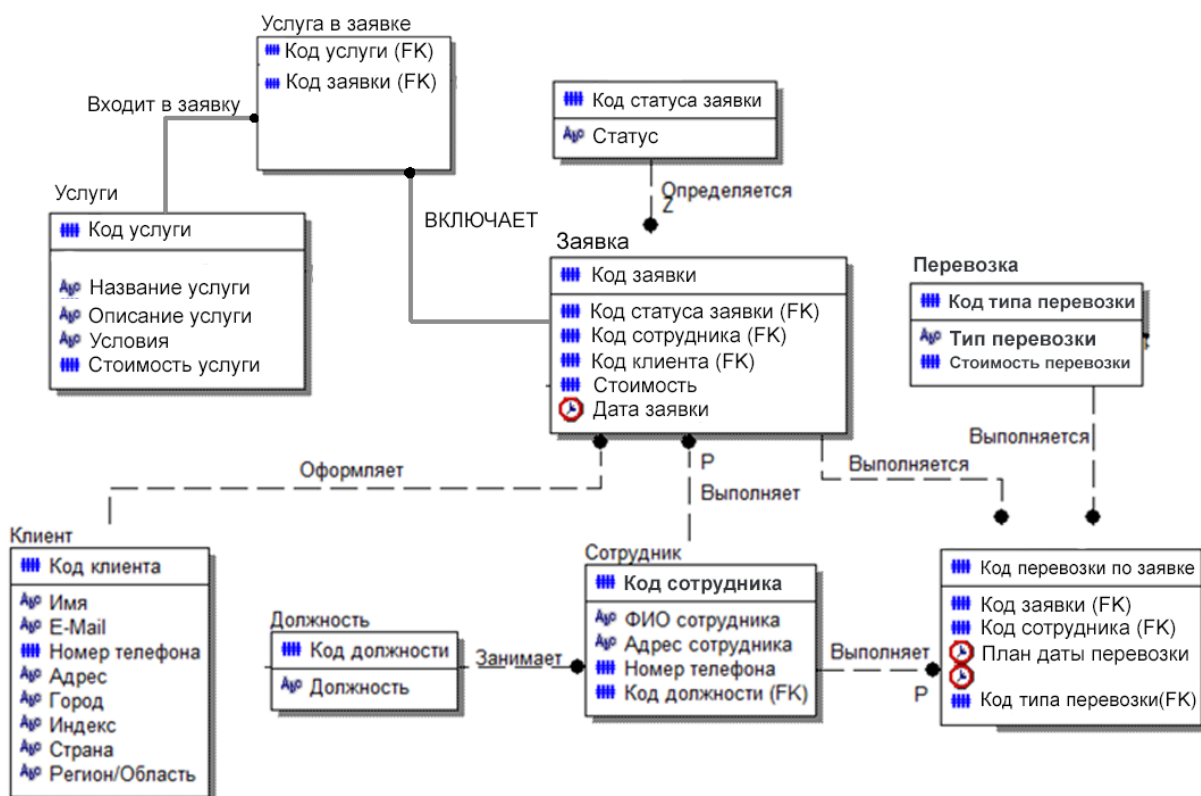 Услуга в заявке
Код услуги (FK)
Код заявки (FK)
Входит в заявку
Код статуса заявки
Статус
Определяется
Z
Услуги
Код услуги
Название услуги
Описание услуги
Условия
Стоимость услуги
ВКЛЮЧАЕТ
Заявка
Код заявки
Код статуса заявки (FK)
Код сотрудника (FK)
Код клиента (FK)
Стоимость
Дата заявки
Перевозка
Код типа перевозки
Тип перевозки
Стоимость перевозки
Оформляет
P
Выполняет
Выполняется
Выполняется
Клиент
Код клиента
Имя
E-Mail
Номер телефона
Адрес
Город
Индекс
Страна
Регион/Область
Должность
Код должности
Должность
Занимает
Сотрудник
Код сотрудника
ФИО сотрудника
Адрес сотрудника
Номер телефона
Код должности (FK)
Выполняет
P
Код перевозки по заявке
Код заявки (FK)
Код сотрудника (FK)
План даты перевозки
Код типа перевозки(FK)